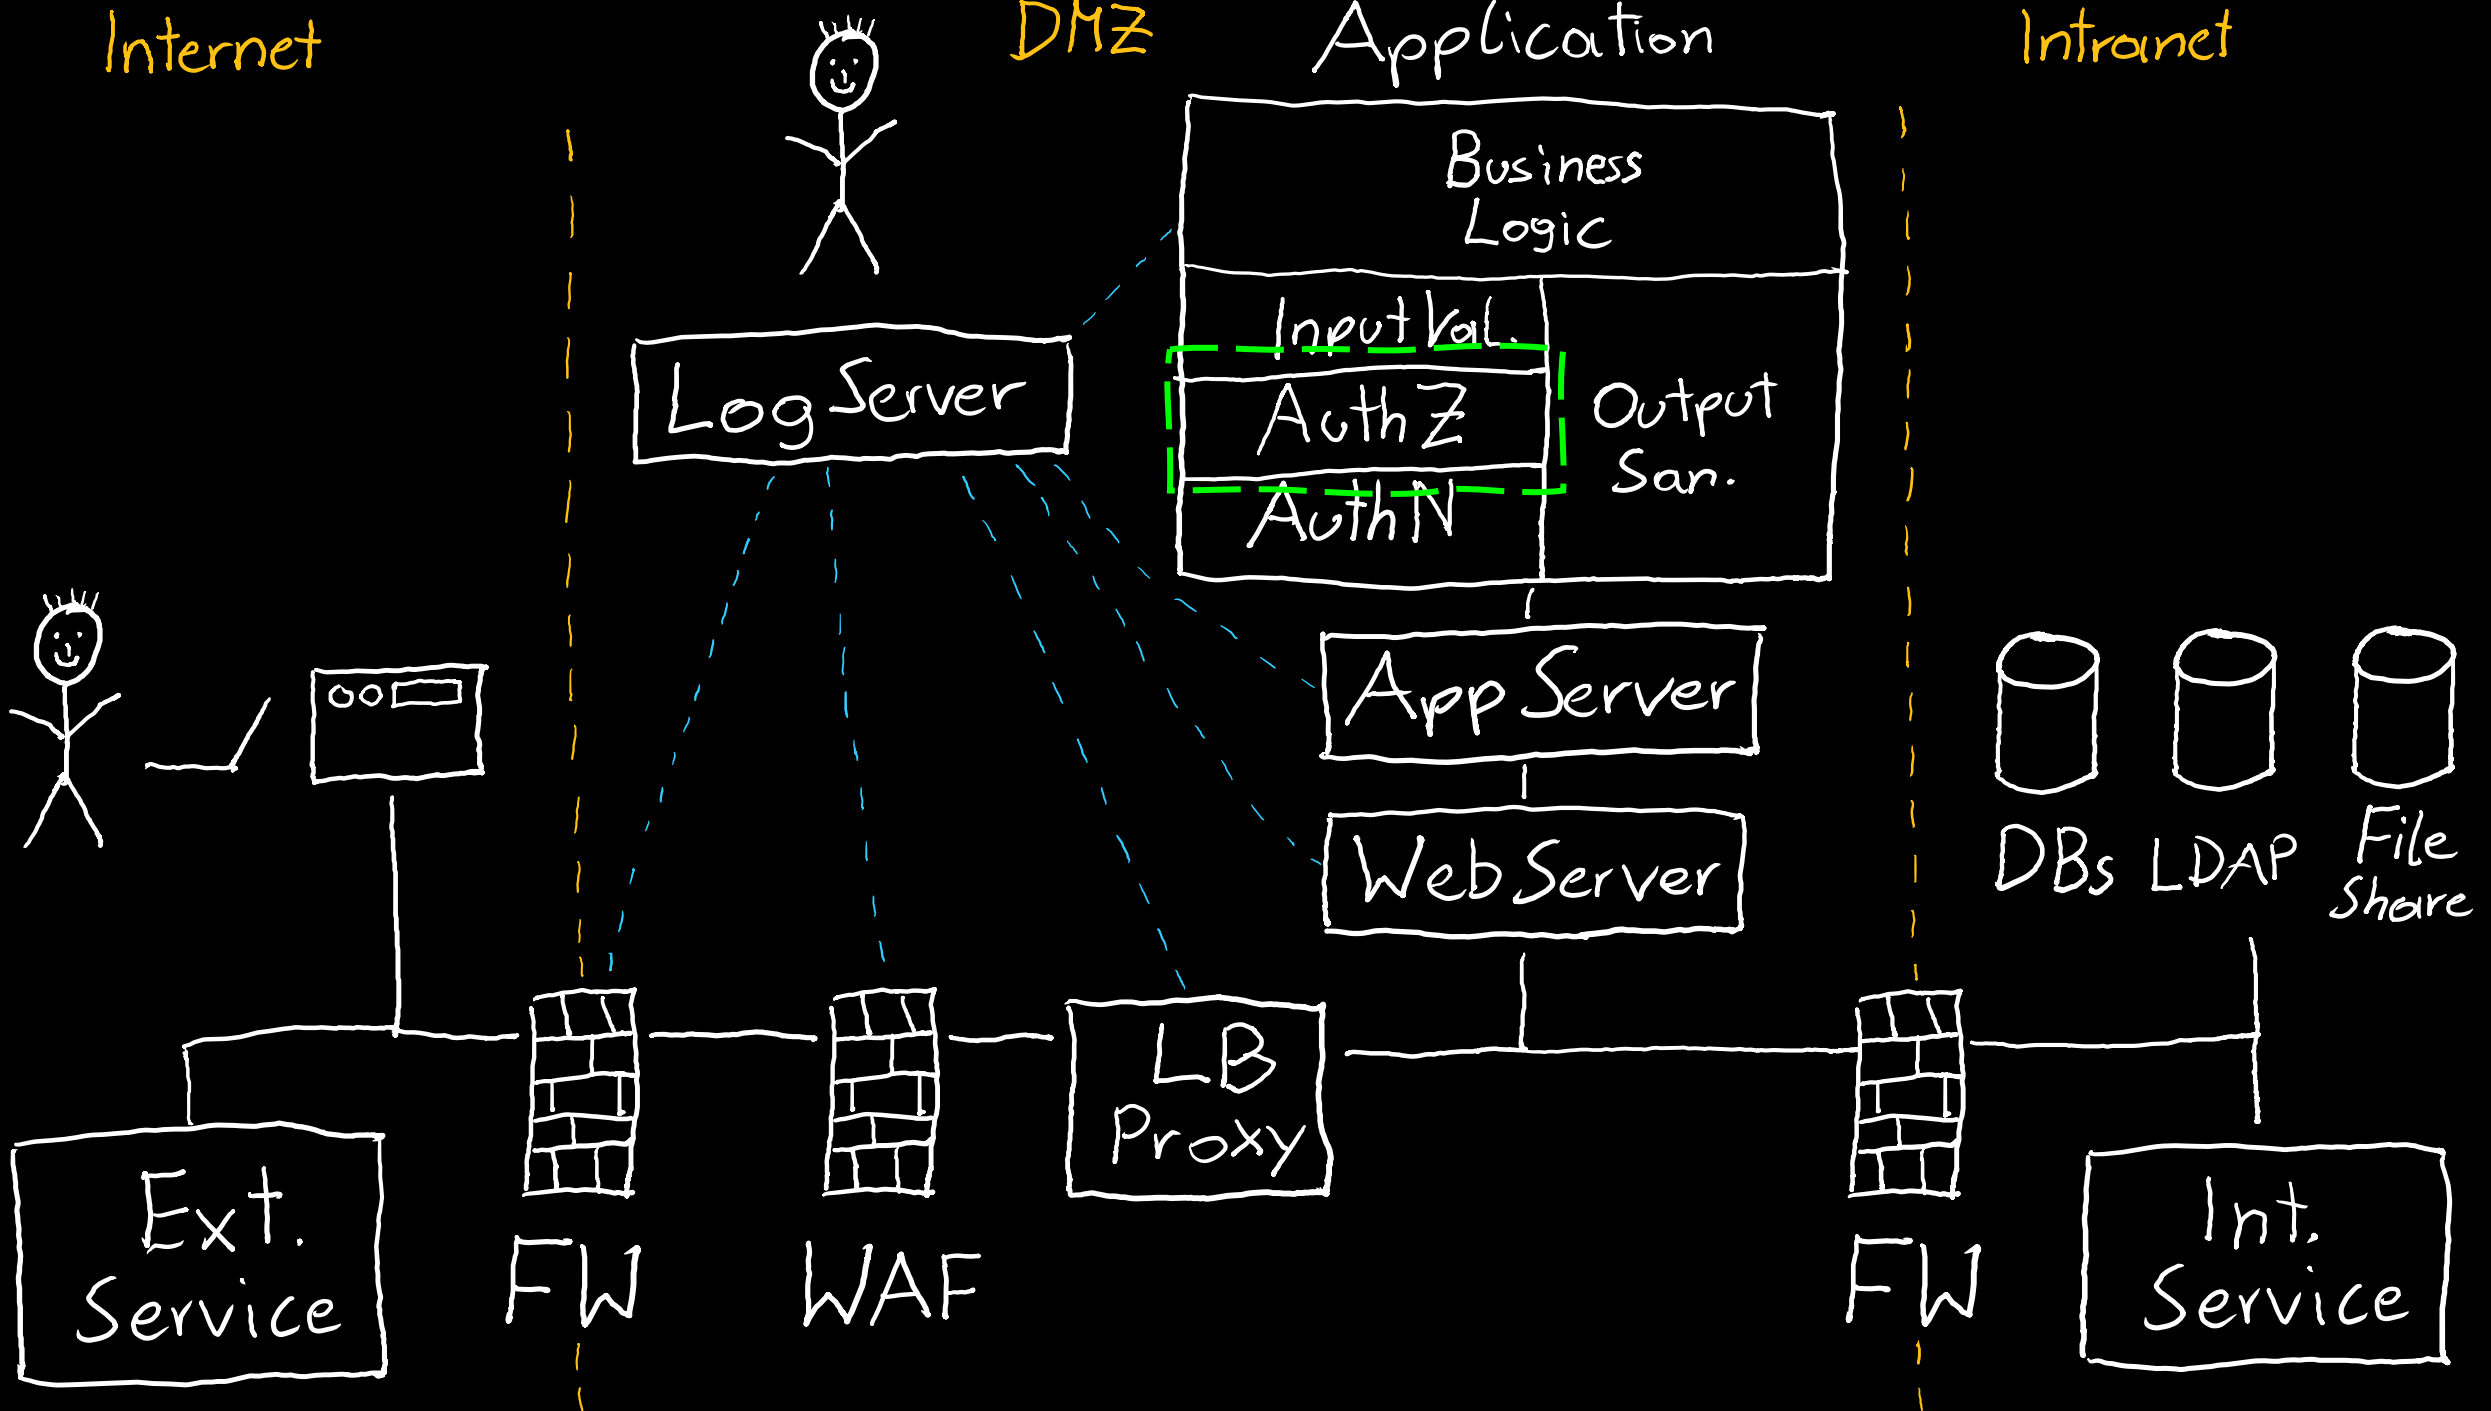 Internet
DMZ
Application
Intranet
Business
Logic
Input Val.
AuthZ
AuthN
Output
San.
Log Server
App Server
Web Server
DBs
LDAP
File
Share
LB
Proxy
Ext.
Service
FW
WAF
FW
Int.
Service